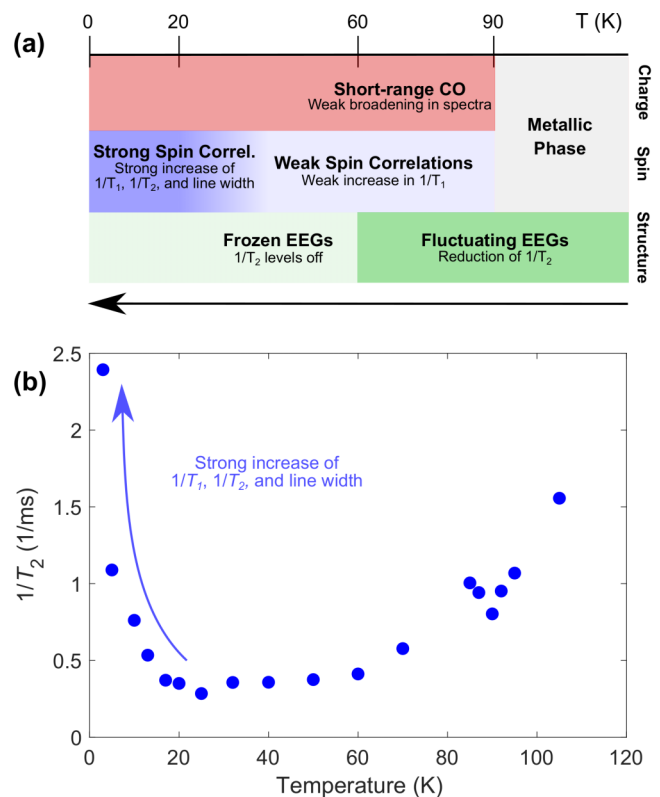 (a)
0 20 60 90 T (K)
Short-range CO
Weak broadening in spectra
Charge
Metallic
Phase
Strong Spin Correl.
Strong increase of
1/T₁, 1/T₂, and line width
Weak Spin Correlations
Weak increase in 1/T₁
Spin
Frozen EEGs
1/T₂ levels off
Fluctuating EEGs
Reduction of 1/T₂
Structure
(b)
2.5
2
1.5
1
0.5
0
1/T₂ (1/ms)
Strong increase of
1/T₁, 1/T₂, and line width
0 20 40 60 80 100 120
Temperature (K)